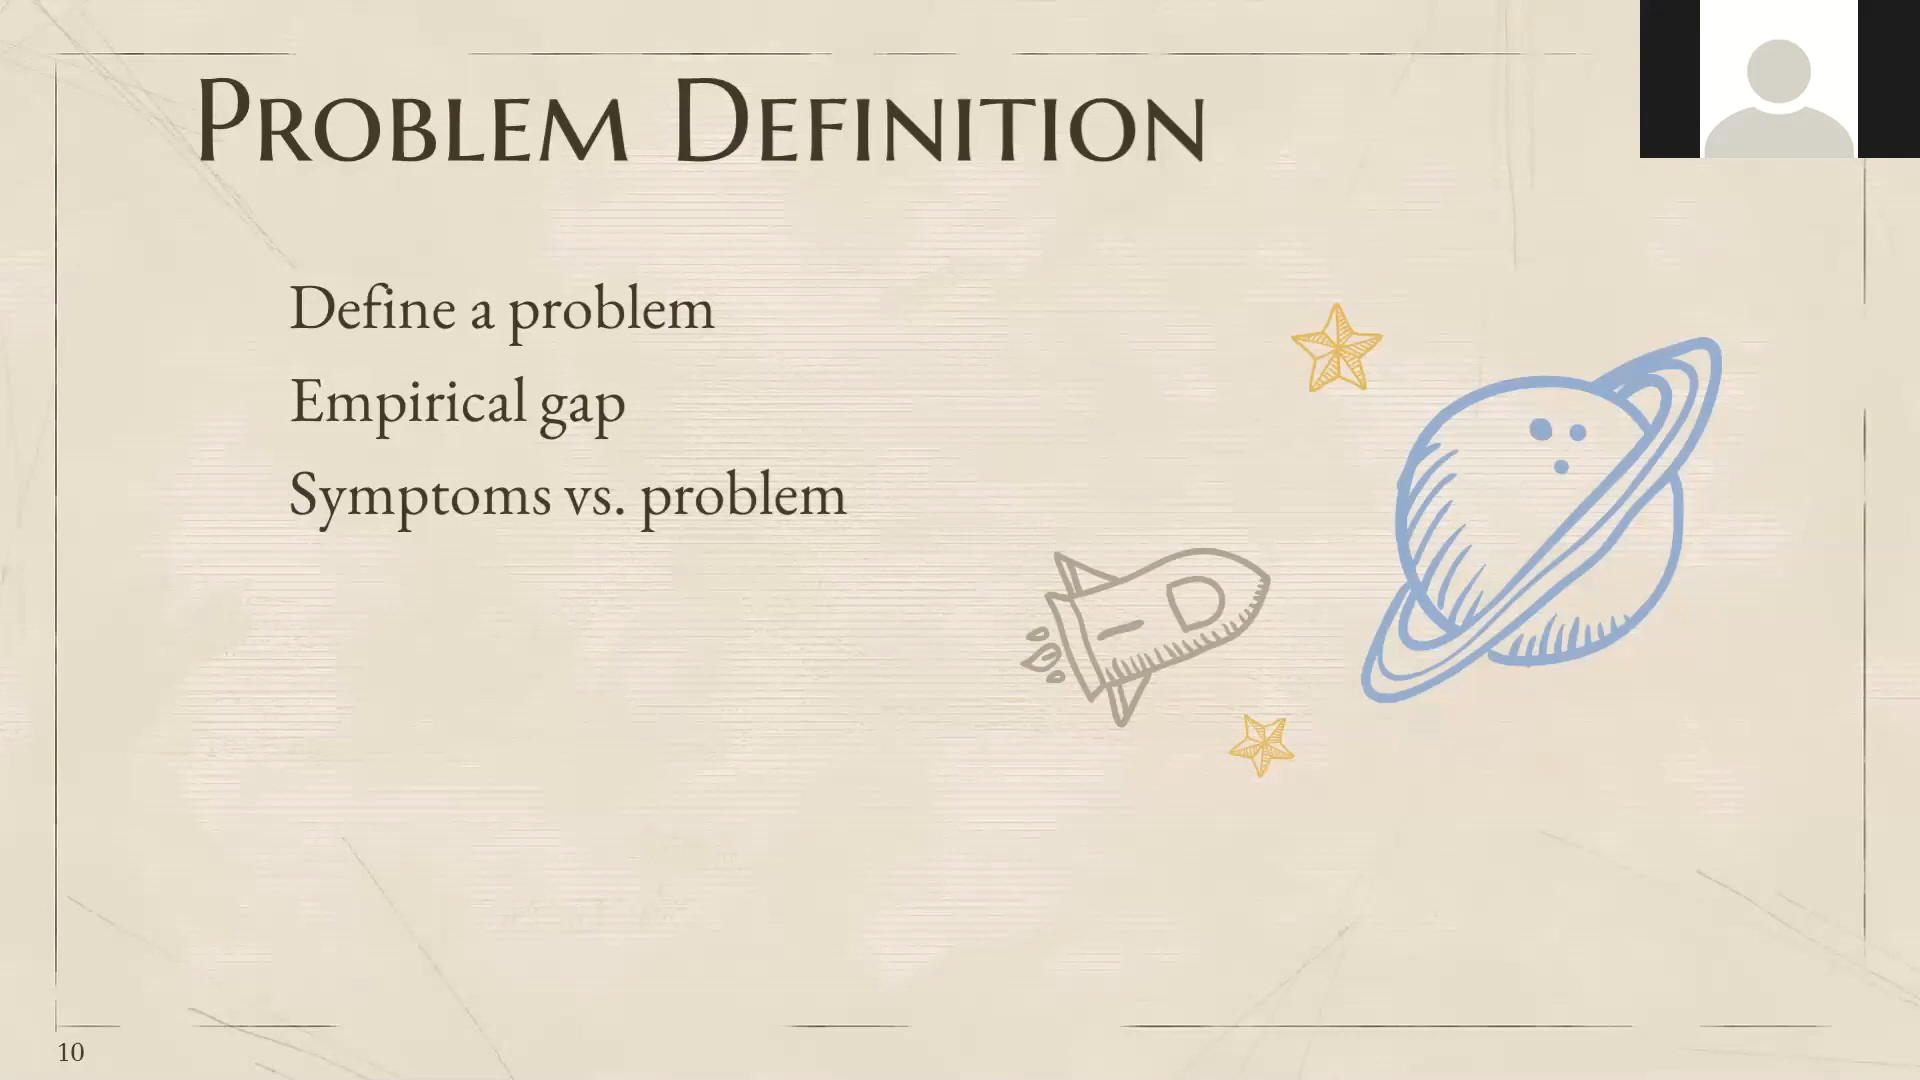 Problem Definition
Define a problem
Empirical gap
Symptoms vs. problem
10